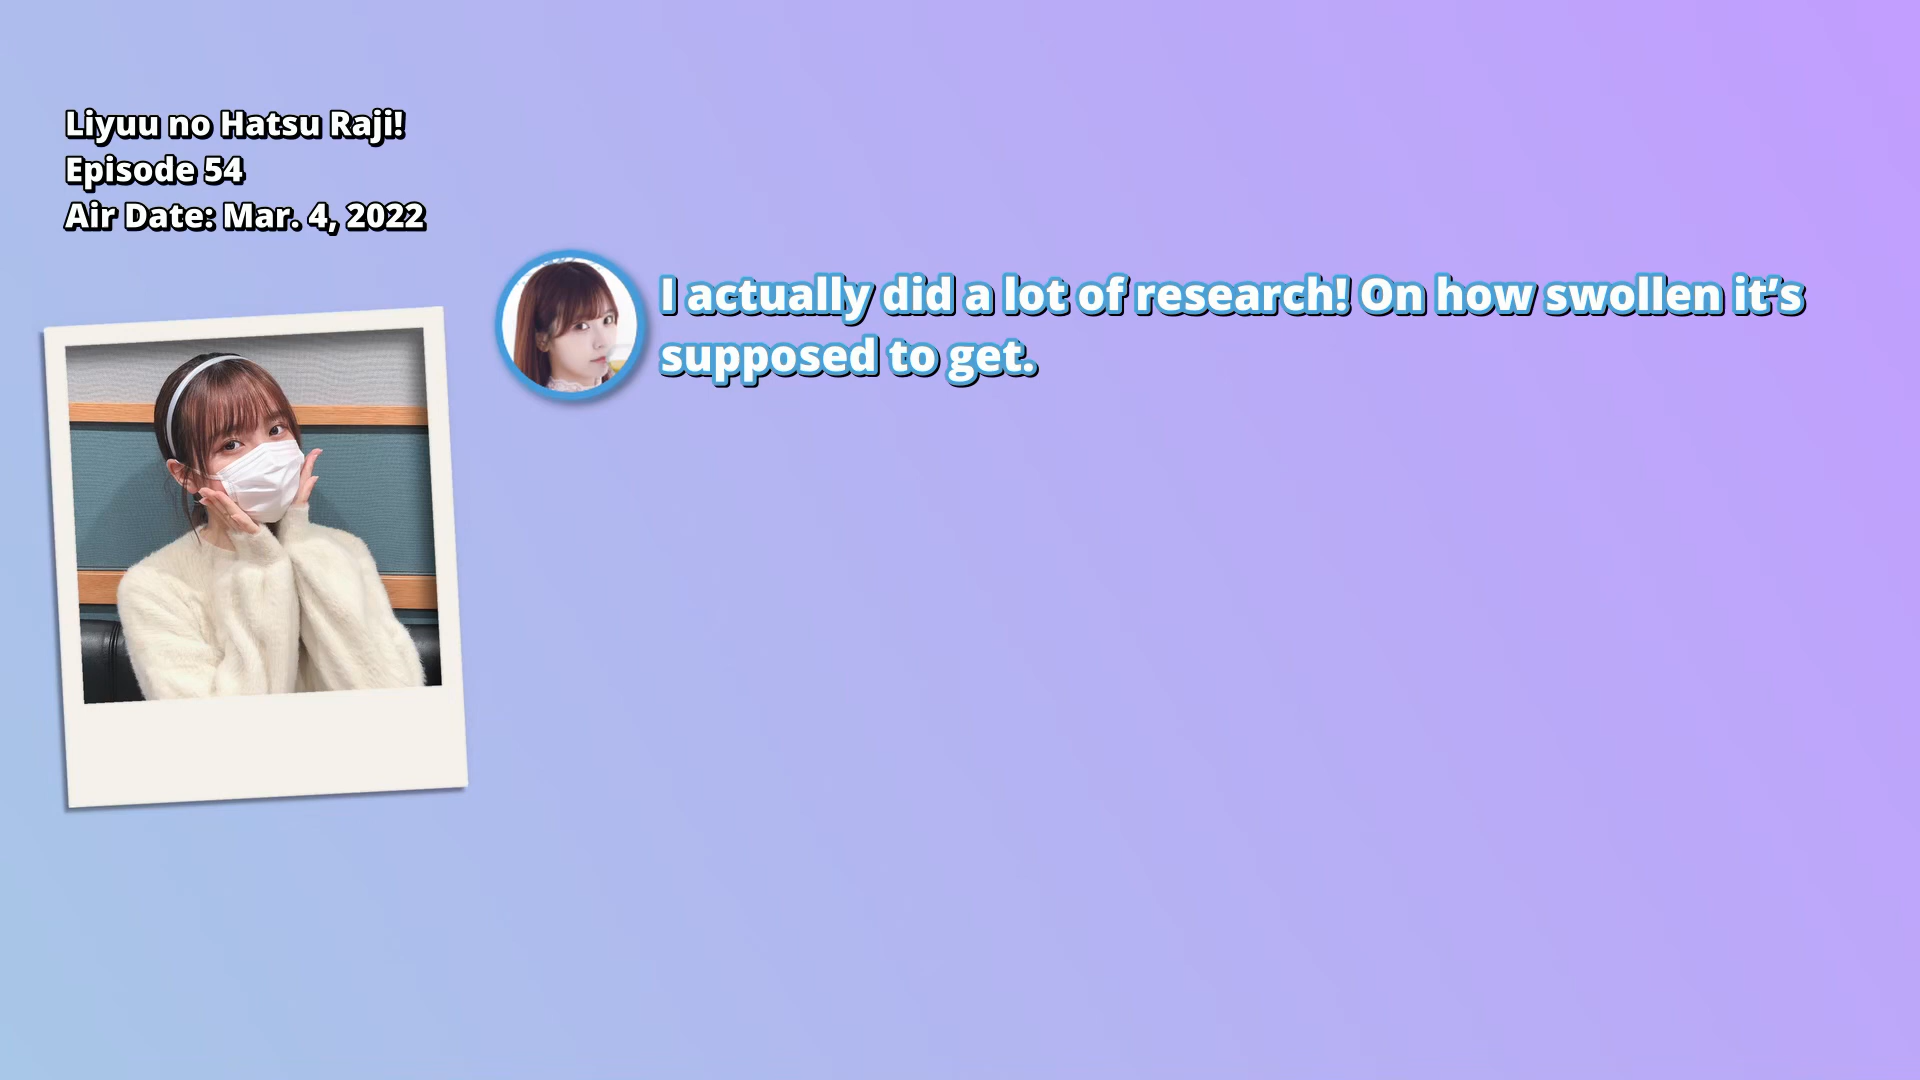 Liyuu no Hatsu Raji!
Episode 54
Air Date: Mar. 4, 2022
I actually did a lot of research! On how swollen it’s
supposed to get.